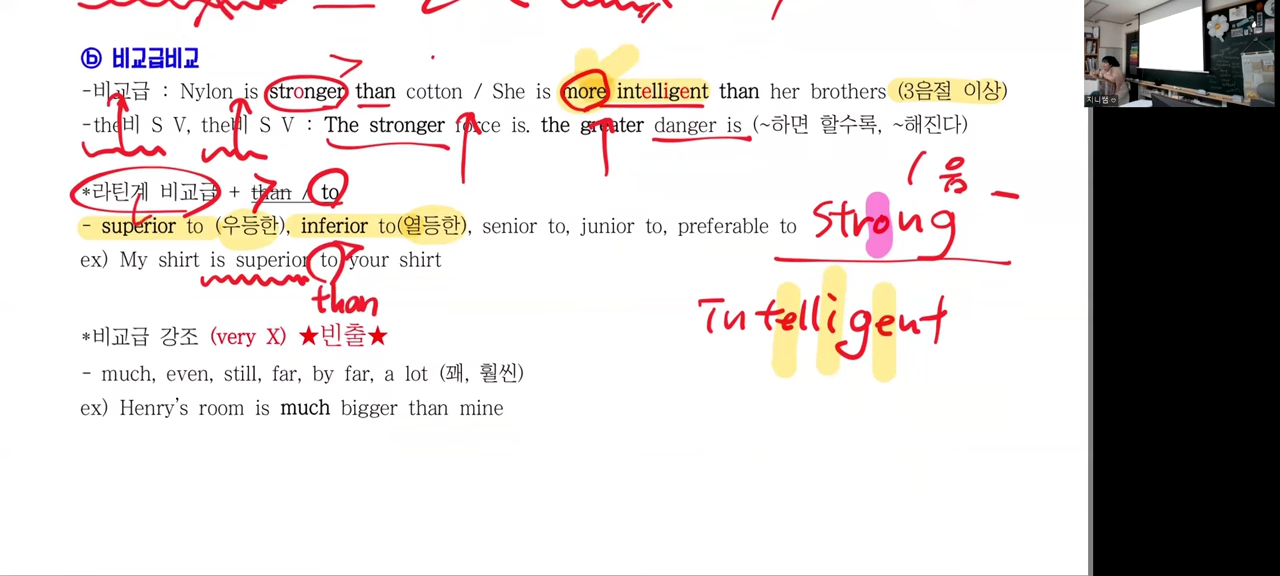 ⓑ 비교급비교
-비교급 : Nylon is stronger than cotton / She is more intelligent than her brothers (3음절 이상)
-the비 S V, the비 S V : The stronger force is. the greater danger is (~하면 할수록, ~해진다)
*라틴계 비교급 + than / to
- superior to (우등한), inferior to(열등한), senior to, junior to, preferable to
ex) My shirt is superior to your shirt
than
1음
strong
Intelligent
*비교급 강조 (very X) ★빈출★
- much, even, still, far, by far, a lot (꽤, 훨씬)
ex) Henry's room is much bigger than mine
지니쌤